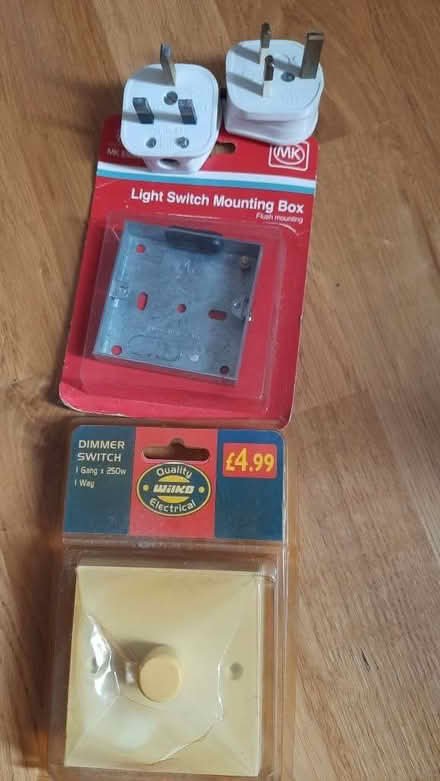 MK
Light Switch Mounting Box
Flush mounting
DIMMER
SWITCH
1 Gang x 250w
1 Way
Quality
WILKO
Electrical
£4.99